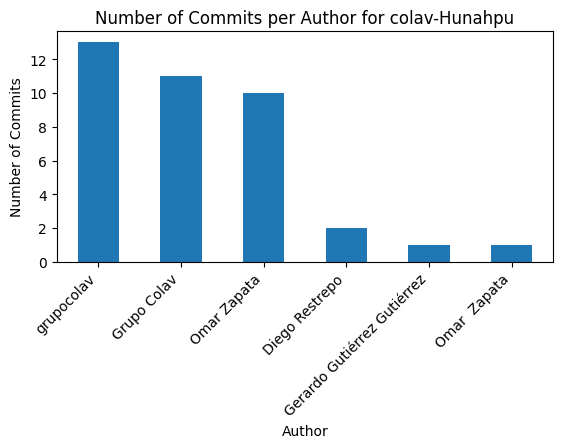 Number of Commits per Author for colav-Hunahpu
Number of Commits
12
10
8
6
4
2
0
grupocolav
Grupo Colav
Omar Zapata
Diego Restrepo
Gerardo Gutiérrez Gutiérrez
Omar  Zapata
Author